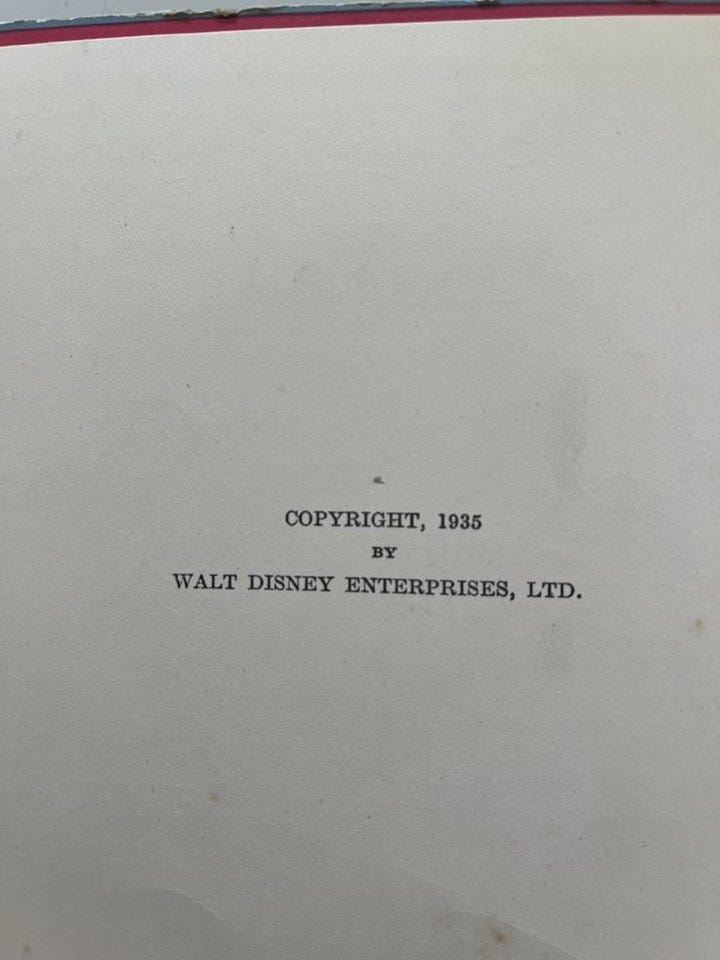 COPYRIGHT, 1935
BY
WALT DISNEY ENTERPRISES, LTD.